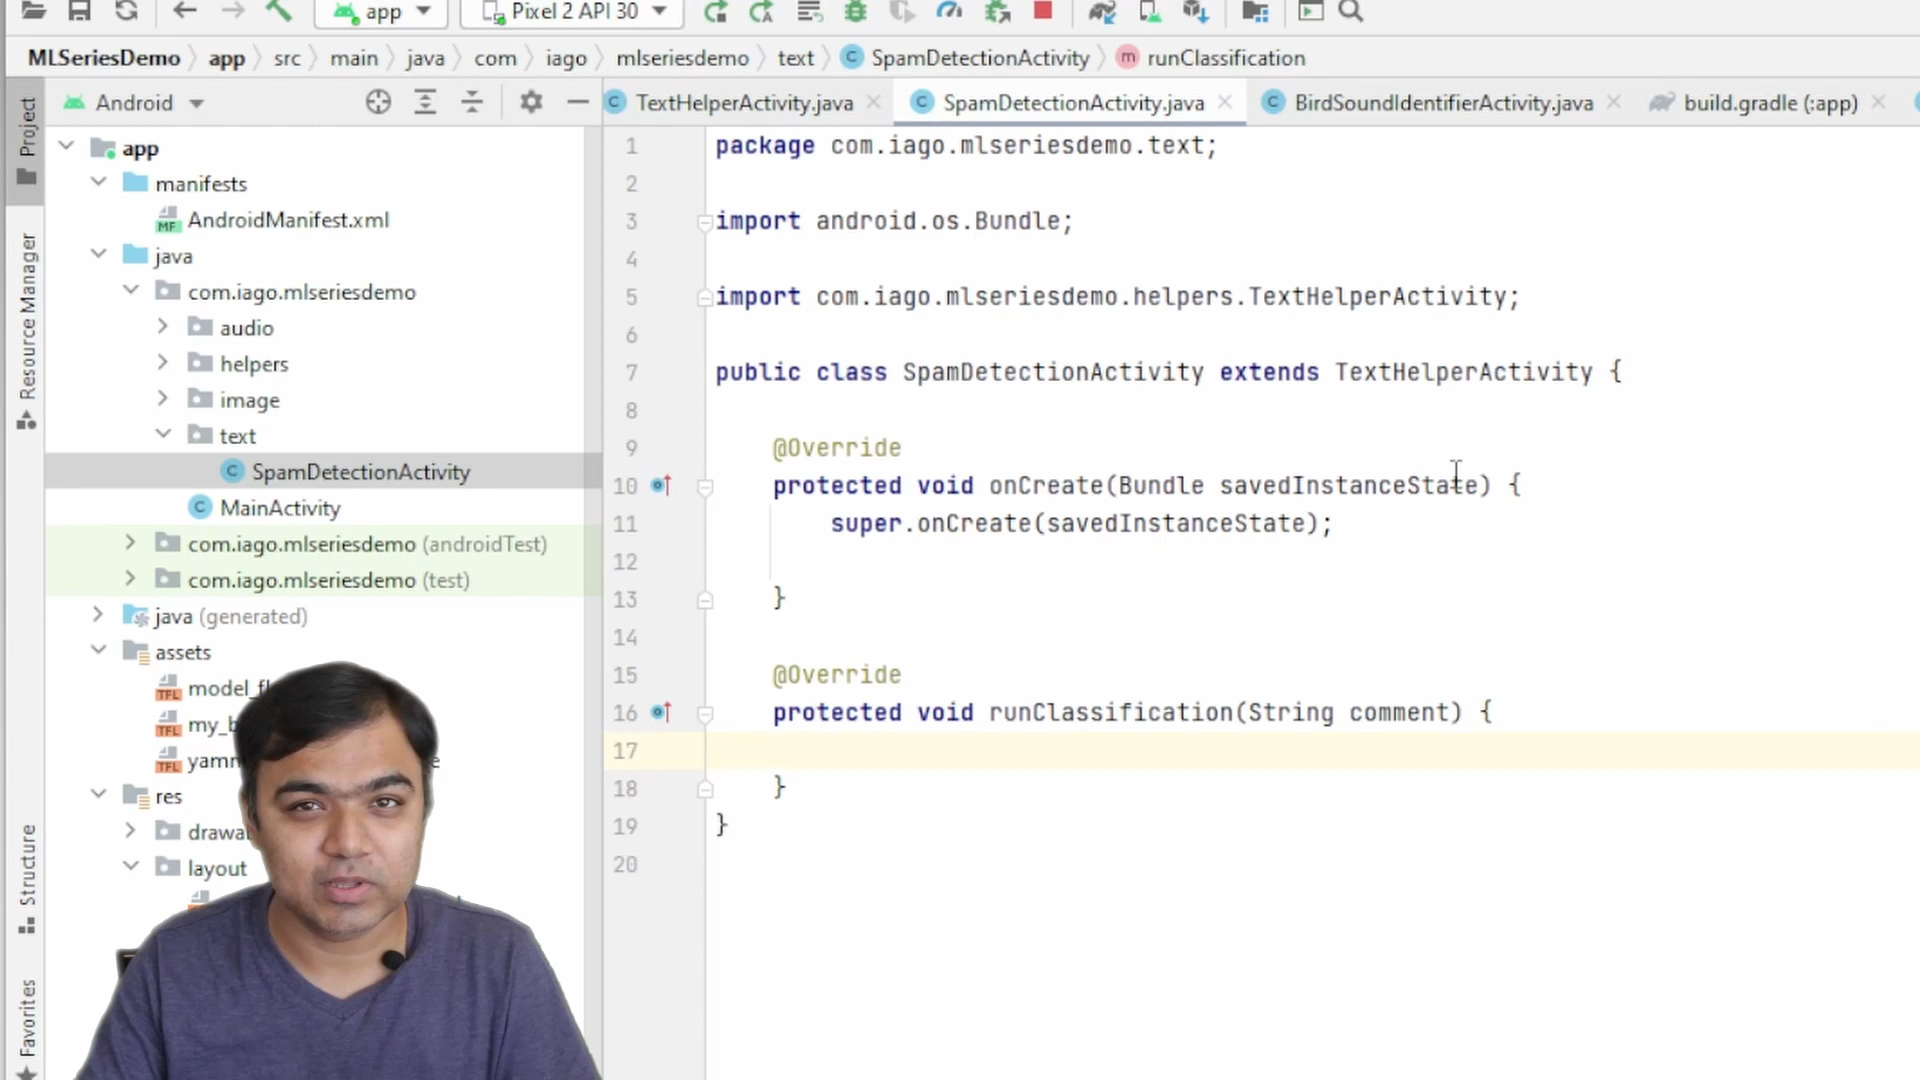 app
Pixel 2 API 30
MLSeriesDemo
app
src
main
java
com
iago
mlseriesdemo
text
C
SpamDetectionActivity
m
runClassification
Project
Resource Manager
Structure
Favorites
Android
app
manifests
MF
AndroidManifest.xml
java
com.iago.mlseriesdemo
audio
helpers
image
text
C SpamDetectionActivity
C MainActivity
com.iago.mlseriesdemo (androidTest)
com.iago.mlseriesdemo (test)
java (generated)
assets
TFL
TFL
TFL
res
layout
C TextHelperActivity.java
C SpamDetectionActivity.java
C BirdSoundIdentifierActivity.java
build.gradle (:app)
1 package com.iago.mlseriesdemo.text;
2
3 import android.os.Bundle;
4
5 import com.iago.mlseriesdemo.helpers.TextHelperActivity;
6
7 public class SpamDetectionActivity extends TextHelperActivity {
8
9 @Override
10 protected void onCreate(Bundle savedInstanceState) {
11 super.onCreate(savedInstanceState);
12
13 }
14
15 @Override
16 protected void runClassification(String comment) {
17
18 }
19 }
20